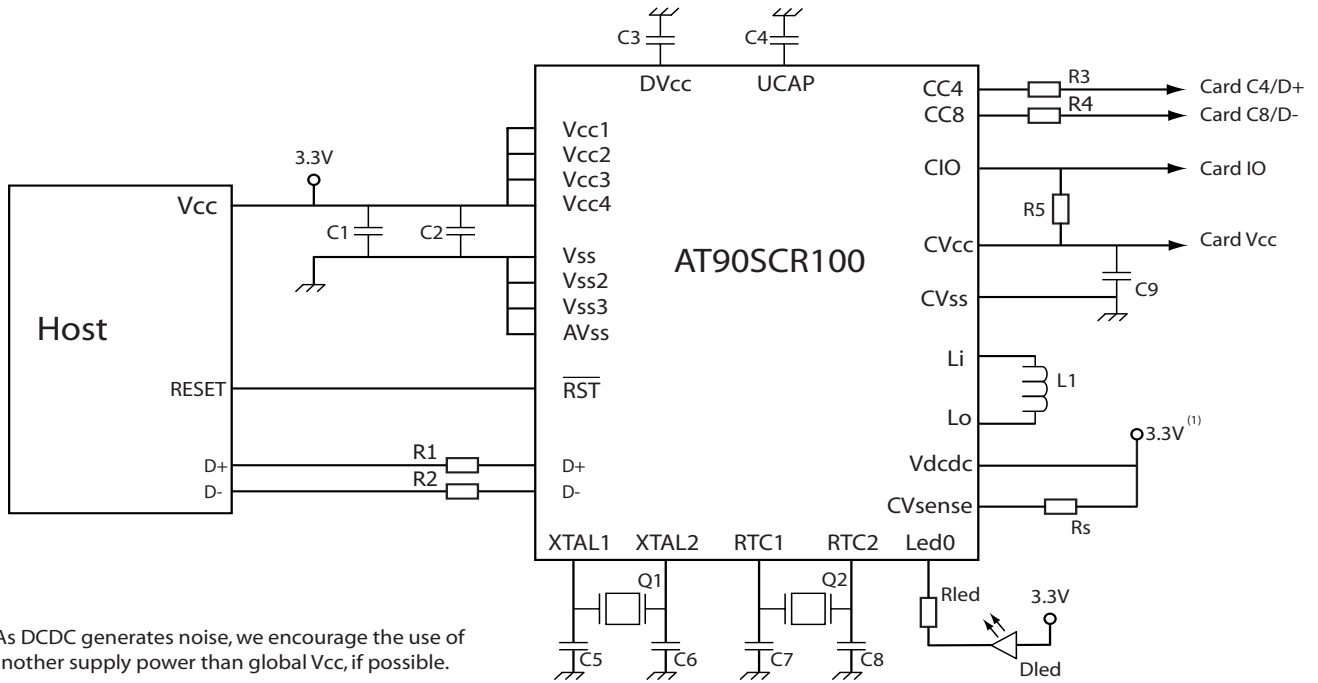 C3
C4
DVcc
UCAP
CC4
R3
Card C4/D+
CC8
R4
Card C8/D-
Vcc1
Vcc2
Vcc3
Vcc4
3.3V
Vcc
C1
C2
CIO
Card IO
R5
CVcc
Card Vcc
C9
CVss
Vss
Vss2
Vss3
AVss
AT90SCR100
Host
Li
L1
Lo
RESET
RST
3.3V (1)
Vdcdc
D+
R1
D+
D-
R2
D-
CVsense
Rs
XTAL1
XTAL2
RTC1
RTC2
Led0
Q1
Q2
Rled
3.3V
C5
C6
C7
C8
Dled
As DCDC generates noise, we encourage the use of
nother supply power than global Vcc, if possible.